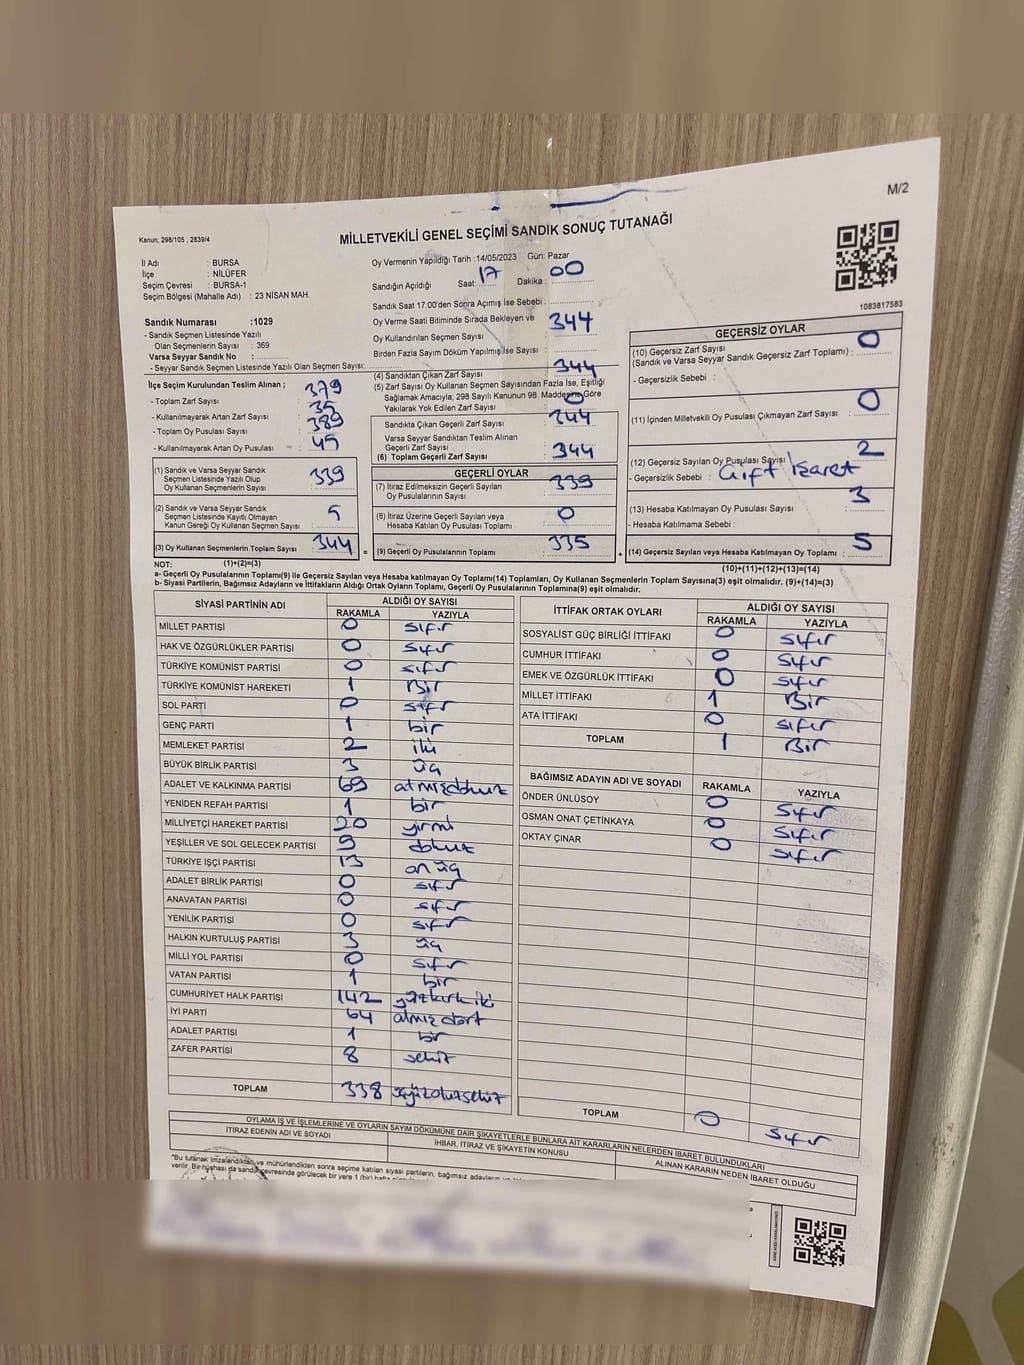 M/2
Kanun; 298/105 , 2839/4
MİLLETVEKİLİ GENEL SEÇİMİ SANDIK SONUÇ TUTANAĞI
1083817583
İl Adı : BURSA
İlçe : NİLÜFER
Seçim Çevresi : BURSA-1
Seçim Bölgesi (Mahalle Adı) : 23 NİSAN MAH.
Oy Vermenin Yapıldığı Tarih : 14/05/2023 Gün: Pazar
Sandığın Açıldığı Saat: 17 Dakika : 00
Sandık Saat 17.00'den Sonra Açılmış İse Sebebi :
Sandık Numarası :1029
- Sandık Seçmen Listesinde Yazılı
Olan Seçmenlerin Sayısı : 369
Varsa Seyyar Sandık No :
- Seyyar Sandık Seçmen Listesinde Yazılı Olan Seçmen Sayısı:
Oy Verme Saati Bitiminde Sırada Bekleyen ve
Oy Kullandırılan Seçmen Sayısı : 344
Birden Fazla Sayım Döküm Yapılmış İse Sayısı :
İlçe Seçim Kurulundan Teslim Alınan ;
- Toplam Zarf Sayısı : 379
- Kullanılmayarak Artan Zarf Sayısı : 35
- Toplam Oy Pusulası Sayısı : 389
- Kullanılmayarak Artan Oy Pusulası : 45
(4) Sandıktan Çıkan Zarf Sayısı : 344
(5) Zarf Sayısı Oy Kullanan Seçmen Sayısından Fazla İse, Eşitliği
Sağlamak Amacıyla; 298 Sayılı Kanunun 98. Maddesine Göre
Yakılarak Yok Edilen Zarf Sayısı : 0
Sandıkta Çıkan Geçerli Zarf Sayısı : 344
Varsa Seyyar Sandıktan Teslim Alınan
Geçerli Zarf Sayısı
(6) Toplam Geçerli Zarf Sayısı : 344
(1) Sandık ve Varsa Seyyar Sandık
Seçmen Listesinde Yazılı Olup
Oy Kullanan Seçmenlerin Sayısı : 339
(2) Sandık ve Varsa Seyyar Sandık
Seçmen Listesinde Kayıtlı Olmayan
Kanun Gereği Oy Kullanan Seçmen Sayısı : 5
(3) Oy Kullanan Seçmenlerin Toplam Sayısı : 344
(1)+(2)=(3)
GEÇERLİ OYLAR
(7) İtiraz Edilmeksizin Geçerli Sayılan
Oy Pusulalarının Sayısı : 339
(8) İtiraz Üzerine Geçerli Sayılan veya
Hesaba Katılan Oy Pusulası Toplamı : 0
(9) Geçerli Oy Pusulalarının Toplamı : 335
GEÇERSİZ OYLAR
(10) Geçersiz Zarf Sayısı
(Sandık ve Varsa Seyyar Sandık Geçersiz Zarf Toplamı) : 0
- Geçersizlik Sebebi :
(11) İçinden Milletvekili Oy Pusulası Çıkmayan Zarf Sayısı : 0
(12) Geçersiz Sayılan Oy Pusulası Sayısı : 2
- Geçersizlik Sebebi : Çift İşaret
(13) Hesaba Katılmayan Oy Pusulası Sayısı : 3
- Hesaba Katılmama Sebebi :
(14) Geçersiz Sayılan veya Hesaba Katılmayan Oy Pusulası Toplamı : 5
(10)+(11)+(12)+(13)=(14)
NOT:
a- Geçerli Oy Pusulalarının Toplamı(9) ile Geçersiz Sayılan veya Hesaba katılmayan Oy Toplamı(14) Toplamları, Oy Kullanan Seçmenlerin Toplam Sayısına(3) eşit olmalıdır. (9)+(14)=(3)
b- Siyasi Partilerin, Bağımsız Adayların ve İttifakların Aldığı Ortak Oyların Toplamı, Geçerli Oy Pusulalarının Toplamına(9) eşit olmalıdır.
SİYASİ PARTİNİN ADI ALDIĞI OY SAYISI
RAKAMLA YAZIYLA
MİLLET PARTİSİ 0 sıfır
HAK VE ÖZGÜRLÜKLER PARTİSİ 0 sıfır
TÜRKİYE KOMÜNİST PARTİSİ 0 sıfır
TÜRKİYE KOMÜNİST HAREKETİ 1 Bir
SOL PARTİ 0 sıfır
GENÇ PARTİ 1 bir
MEMLEKET PARTİSİ 2 iki
BÜYÜK BİRLİK PARTİSİ 3 üç
ADALET VE KALKINMA PARTİSİ 69 atmışdokuz
YENİDEN REFAH PARTİSİ 1 bir
MİLLİYETÇİ HAREKET PARTİSİ 20 yirmi
YEŞİLLER VE SOL GELECEK PARTİSİ 9 dokuz
TÜRKİYE İŞÇİ PARTİSİ 13 on üç
ADALET BİRLİK PARTİSİ 0 sıfır
ANAVATAN PARTİSİ 0 sıfır
YENİLİK PARTİSİ 0 sıfır
HALKIN KURTULUŞ PARTİSİ 3 üç
MİLLİ YOL PARTİSİ 0 sıfır
VATAN PARTİSİ 1 bir
CUMHURİYET HALK PARTİSİ 142 yüzkırkiki
İYİ PARTİ 64 atmış dört
ADALET PARTİSİ 1 bir
ZAFER PARTİSİ 8 sekiz
TOPLAM 338 üçyüzotuzsekiz
İTTİFAK ORTAK OYLARI ALDIĞI OY SAYISI
RAKAMLA YAZIYLA
SOSYALİST GÜÇ BİRLİĞİ İTTİFAKI 0 sıfır
CUMHUR İTTİFAKI 0 sıfır
EMEK VE ÖZGÜRLÜK İTTİFAKI 0 sıfır
MİLLET İTTİFAKI 1 Bir
ATA İTTİFAKI 0 sıfır
TOPLAM 1 Bir
BAĞIMSIZ ADAYIN ADI VE SOYADI RAKAMLA YAZIYLA
ÖNDER ÜNLÜSOY 0 sıfır
OSMAN ONAT ÇETİNKAYA 0 sıfır
OKTAY ÇINAR 0 sıfır
TOPLAM 0 sıfır
OYLAMA İŞ VE İŞLEMLERİNE VE OYLARIN SAYIM DÖKÜMÜNE DAİR ŞİKAYETLERLE BUNLARA AİT KARARLARIN NELERDEN İBARET BULUNDUKLARI
İTİRAZ EDENİN ADI VE SOYADI İHBAR, İTİRAZ VE ŞİKAYETİN KONUSU ALINAN KARARIN NEDEN İBARET OLDUĞU
"Bu tutanak imzalandıktan ve mühürlendikten sonra seçime katılan siyasi partilerin, bağımsız adayların
verilir. Bir nüshası da sandık çevresinde görülecek bir yere 1 (bir) hafta